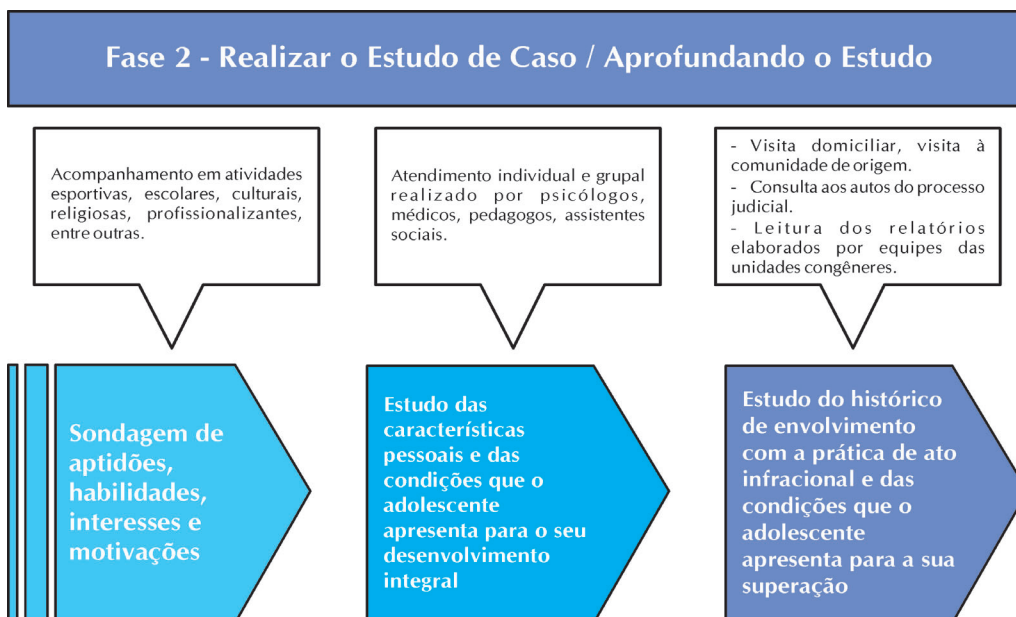 Fase 2 - Realizar o Estudo de Caso / Aprofundando o Estudo
Acompanhamento em atividades
esportivas, escolares, culturais,
religiosas, profissionalizantes,
entre outras.
Atendimento individual e grupal
realizado por psicólogos,
médicos, pedagogos, assistentes
sociais.
- Visita domiciliar, visita à
comunidade de origem.
- Consulta aos autos do processo
judicial.
- Leitura dos relatórios
elaborados por equipes das
unidades congêneres.
Sondagem de
aptidões,
habilidades,
interesses e
motivações
Estudo das
características
pessoais e das
condições que o
adolescente
apresenta para o seu
desenvolvimento
integral
Estudo do histórico
de envolvimento
com a prática de ato
infracional e das
condições que o
adolescente
apresenta para a sua
superação